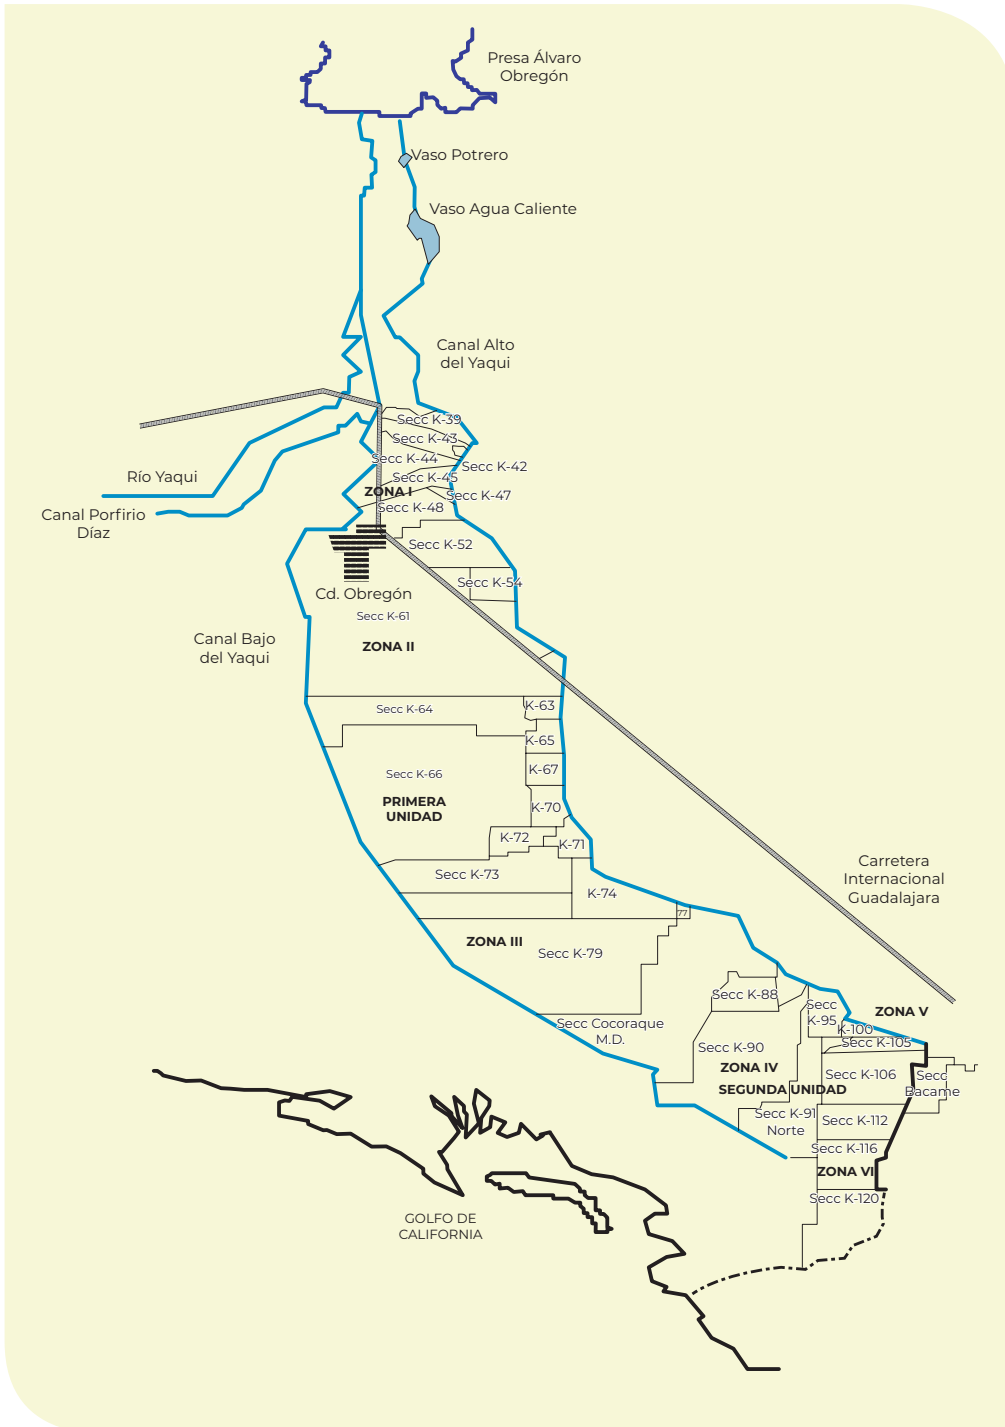 Presa Álvaro
Obregón
Vaso Potrero
Vaso Agua Caliente
Canal Alto
del Yaqui
Secc K-39
Secc K-43
Secc K-44
Secc K-42
Secc K-45
Río Yaqui
ZONA I
Secc K-47
Secc K-48
Canal Porfirio
Díaz
Secc K-52
Secc K-54
Cd. Obregón
Secc K-61
Canal Bajo
del Yaqui
ZONA II
Secc K-64
K-63
K-65
K-67
Secc K-66
PRIMERA
UNIDAD
K-70
K-72
K-71
Secc K-73
K-74
Carretera
Internacional
Guadalajara
77
ZONA III
Secc K-79
Secc K-88
Secc
K-95
ZONA V
Secc Cocoraque
M.D.
K-100
Secc K-105
Secc K-90
ZONA IV
Secc K-106
Secc
Bacame
SEGUNDA UNIDAD
Secc K-91
Norte
Secc K-112
Secc K-116
ZONA VI
Secc K-120
GOLFO DE
CALIFORNIA